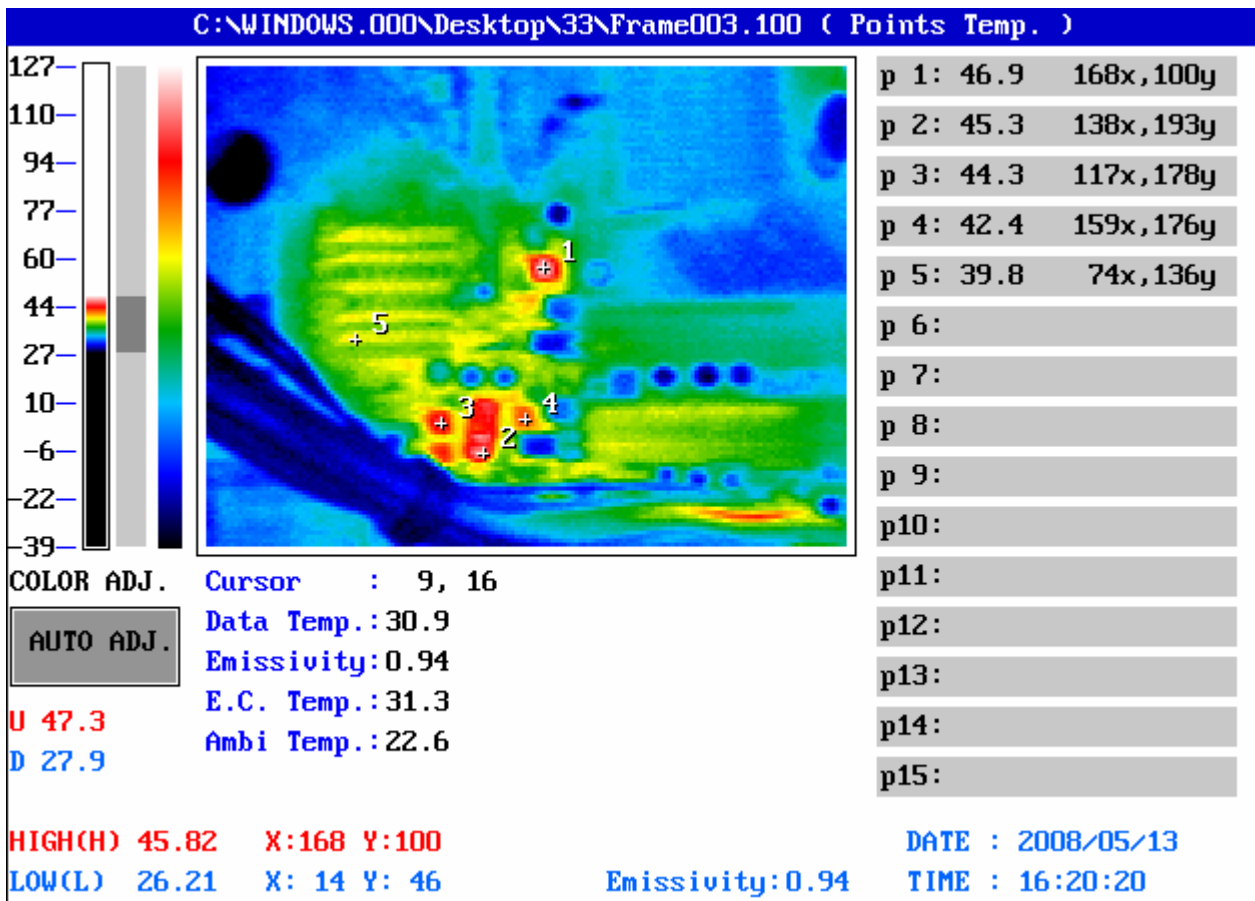 C:\WINDOWS.000\Desktop\33\Frame003.100 ( Points Temp. )
127
110
94
77
60
44
27
10
-6
-22
-39
1
5
3
4
2
p 1: 46.9 168x,100y
p 2: 45.3 138x,193y
p 3: 44.3 117x,178y
p 4: 42.4 159x,176y
p 5: 39.8 74x,136y
p 6:
p 7:
p 8:
p 9:
p10:
p11:
p12:
p13:
p14:
p15:
COLOR ADJ.
AUTO ADJ.
U 47.3
D 27.9
Cursor : 9, 16
Data Temp.:30.9
Emissivity:0.94
E.C. Temp.:31.3
Ambi Temp.:22.6
HIGH(H) 45.82 X:168 Y:100
LOW(L) 26.21 X: 14 Y: 46
Emissivity:0.94
DATE : 2008/05/13
TIME : 16:20:20